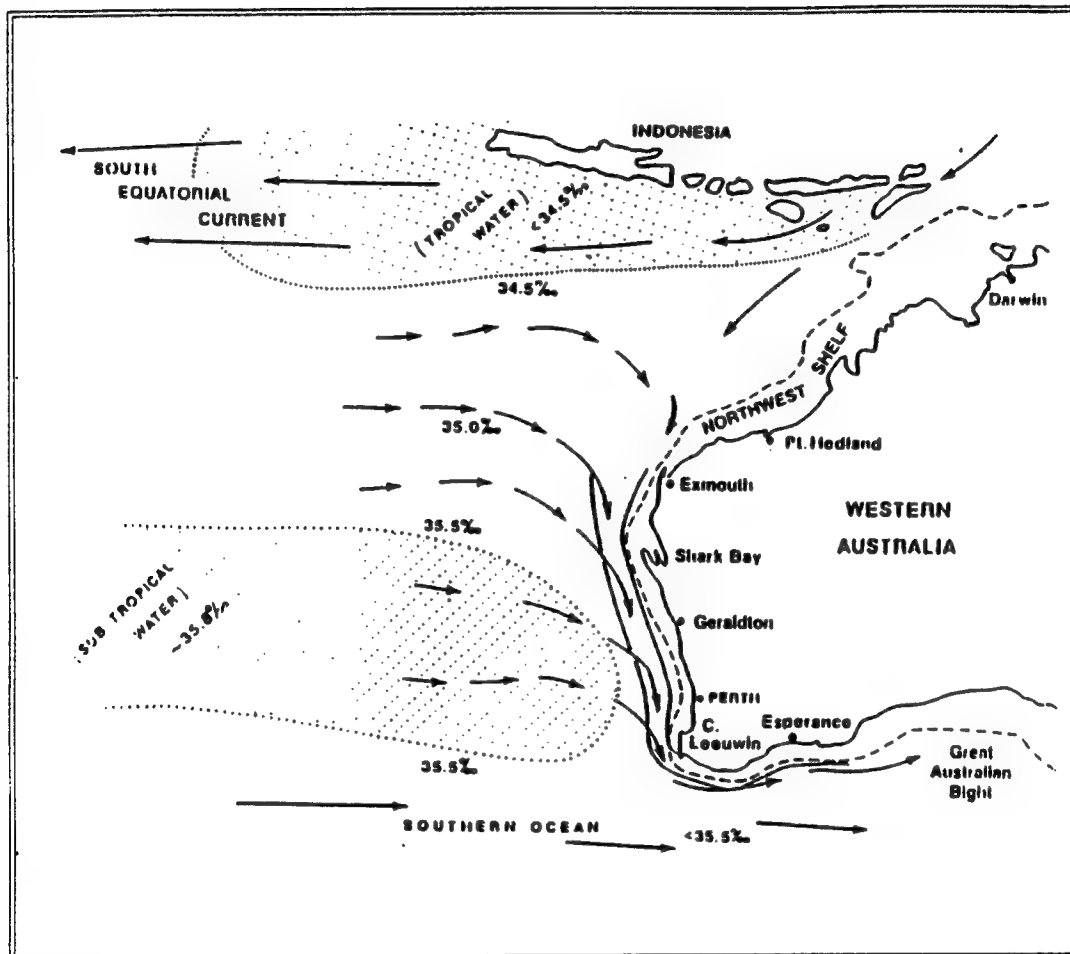 INDONESIA
SOUTH
EQUATORIAL
CURRENT
(TROPICAL
WATER)
<34.5‰
34.5‰
Darwin
NORTHWEST SHELF
35.0‰
Pt. Hedland
Exmouth
35.5‰
WESTERN
AUSTRALIA
Shark Bay
(SUB TROPICAL
WATER)
~35.8‰
Geraldton
PERTH
C.
Leeuwin
Esperance
35.5‰
Great
Australian
Bight
SOUTHERN OCEAN
<35.5‰